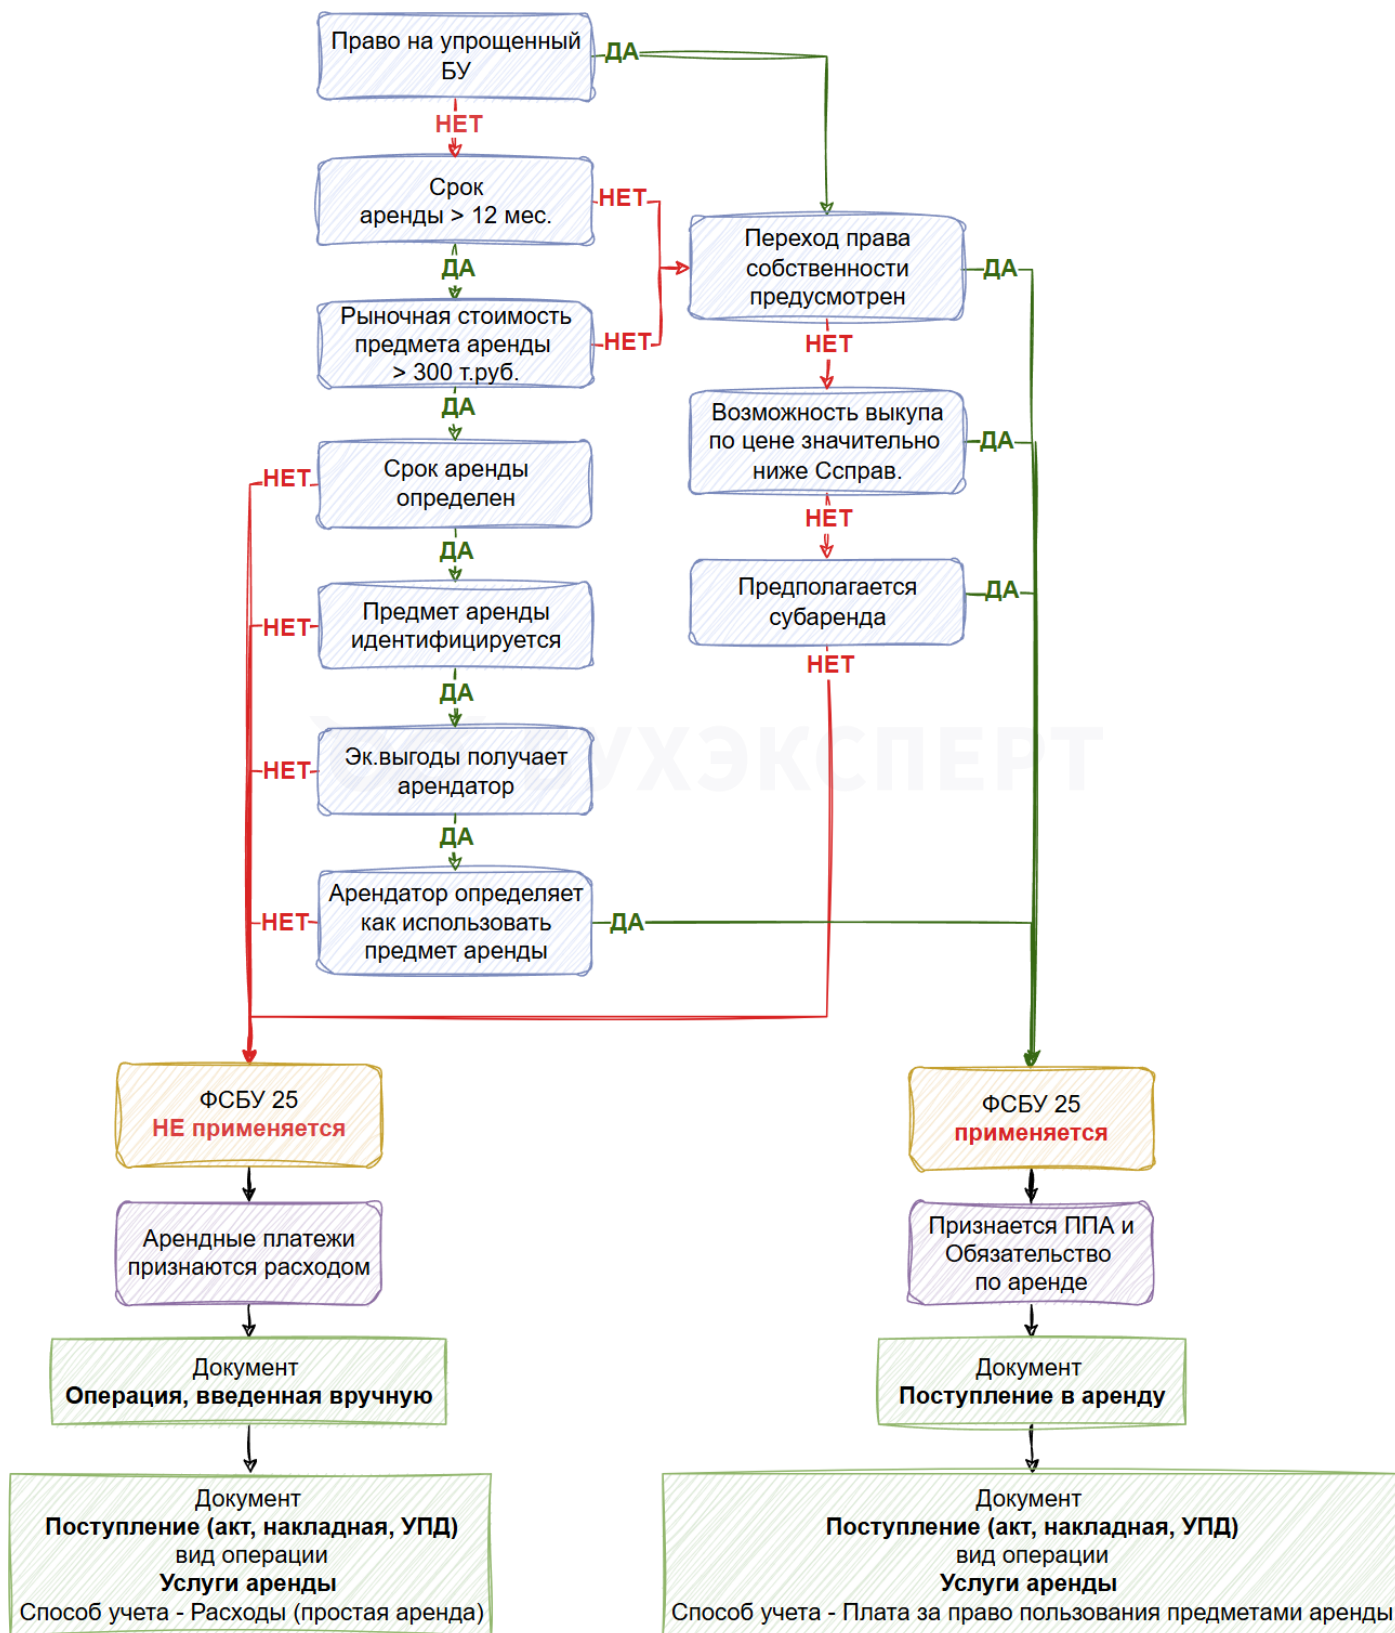 Право на упрощенный
БУ
ДА
НЕТ
Срок
аренды > 12 мес.
НЕТ
ДА
Переход права
собственности
предусмотрен
ДА
НЕТ
Рыночная стоимость
предмета аренды
> 300 т.руб.
НЕТ
ДА
Возможность выкупа
по цене значительно
ниже Ссправ.
ДА
НЕТ
Срок аренды
определен
НЕТ
ДА
Предполагается
субаренда
ДА
НЕТ
Предмет аренды
идентифицируется
НЕТ
ДА
БУХЭКСПЕРТ
Эк.выгоды получает
арендатор
НЕТ
ДА
Арендатор определяет
как использовать
предмет аренды
НЕТ
ДА
ФСБУ 25
НЕ применяется
Арендные платежи
признаются расходом
Документ
Операция, введенная вручную
Документ
Поступление (акт, накладная, УПД)
вид операции
Услуги аренды
Способ учета - Расходы (простая аренда)
ФСБУ 25
применяется
Признается ППА и
Обязательство
по аренде
Документ
Поступление в аренду
Документ
Поступление (акт, накладная, УПД)
вид операции
Услуги аренды
Способ учета - Плата за право пользования предметами аренды